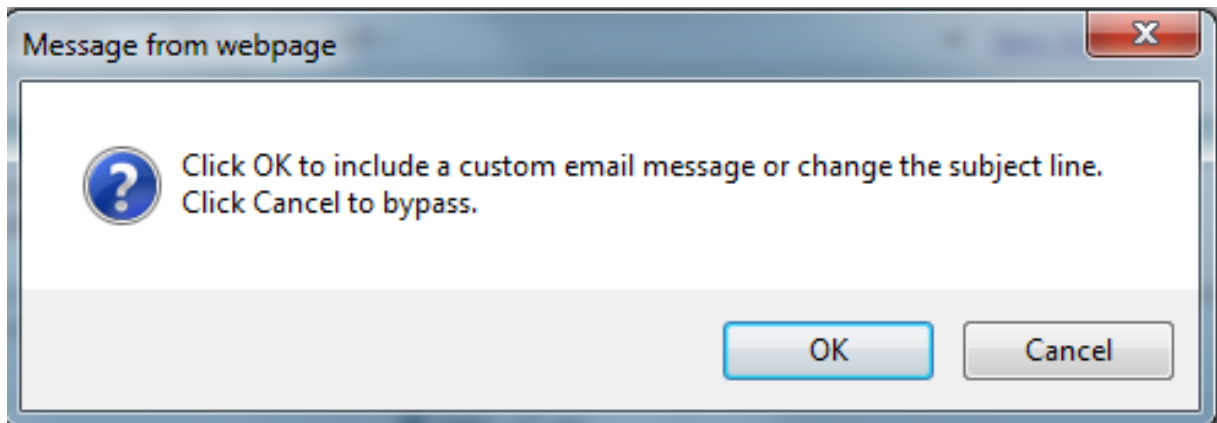 Message from webpage
Click OK to include a custom email message or change the subject line.
Click Cancel to bypass.
OK
Cancel